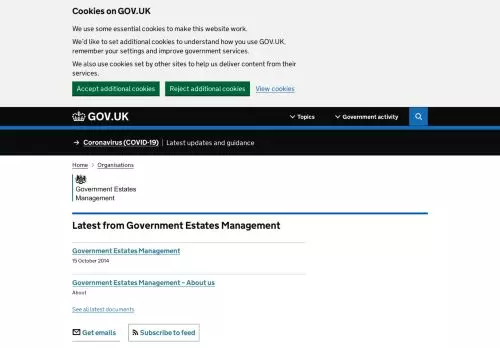 Cookies on GOV.UK
We use some essential cookies to make this website work.
We'd like to set additional cookies to understand how you use GOV.UK,
remember your settings and improve government services.
We also use cookies set by other sites to help us deliver content from their
services.
Accept additional cookies Reject additional cookies View cookies
GOV.UK Topics Government activity
→ Coronavirus (COVID-19) Latest updates and guidance
Home > Organisations
Government Estates
Management
Latest from Government Estates Management
Government Estates Management
15 October 2014
Government Estates Management – About us
About
See all latest documents
Get emails Subscribe to feed